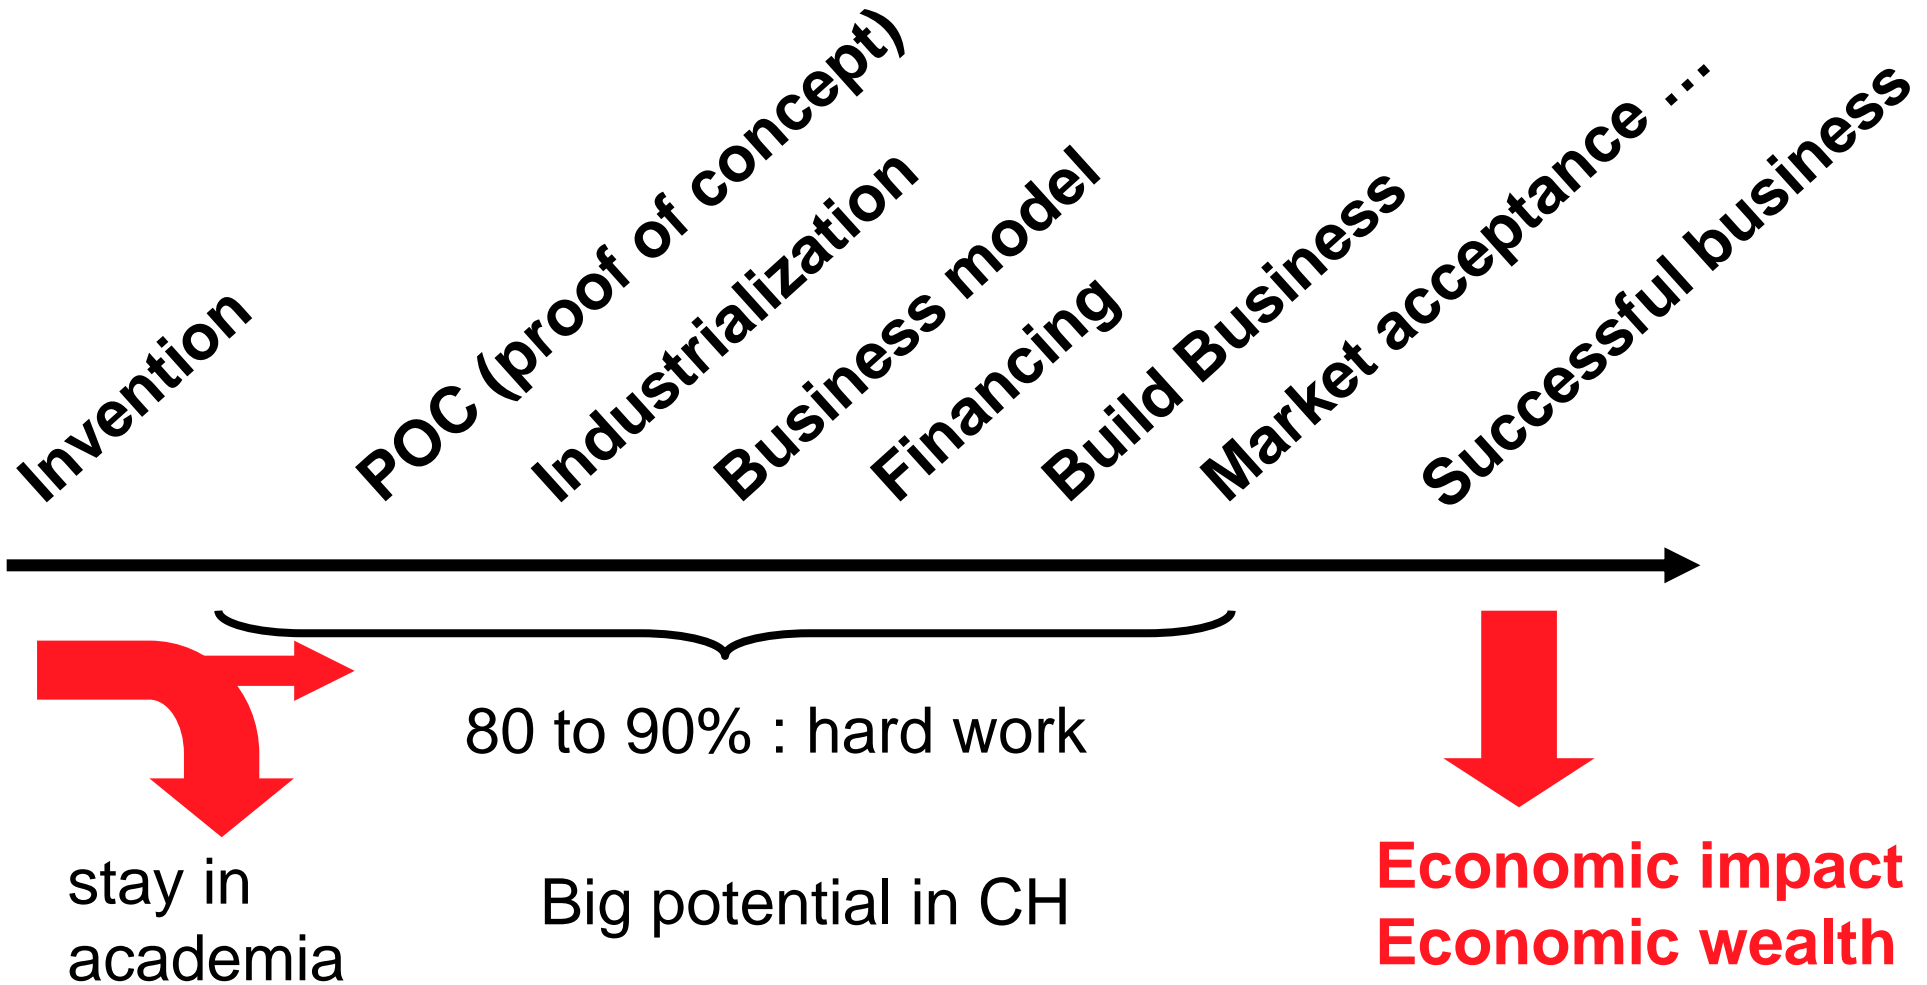 Invention
POC (proof of concept)
Industrialization
Business model
Financing
Build Business
Market acceptance ...
Successful business
80 to 90% : hard work
stay in
academia
Big potential in CH
Economic impact
Economic wealth